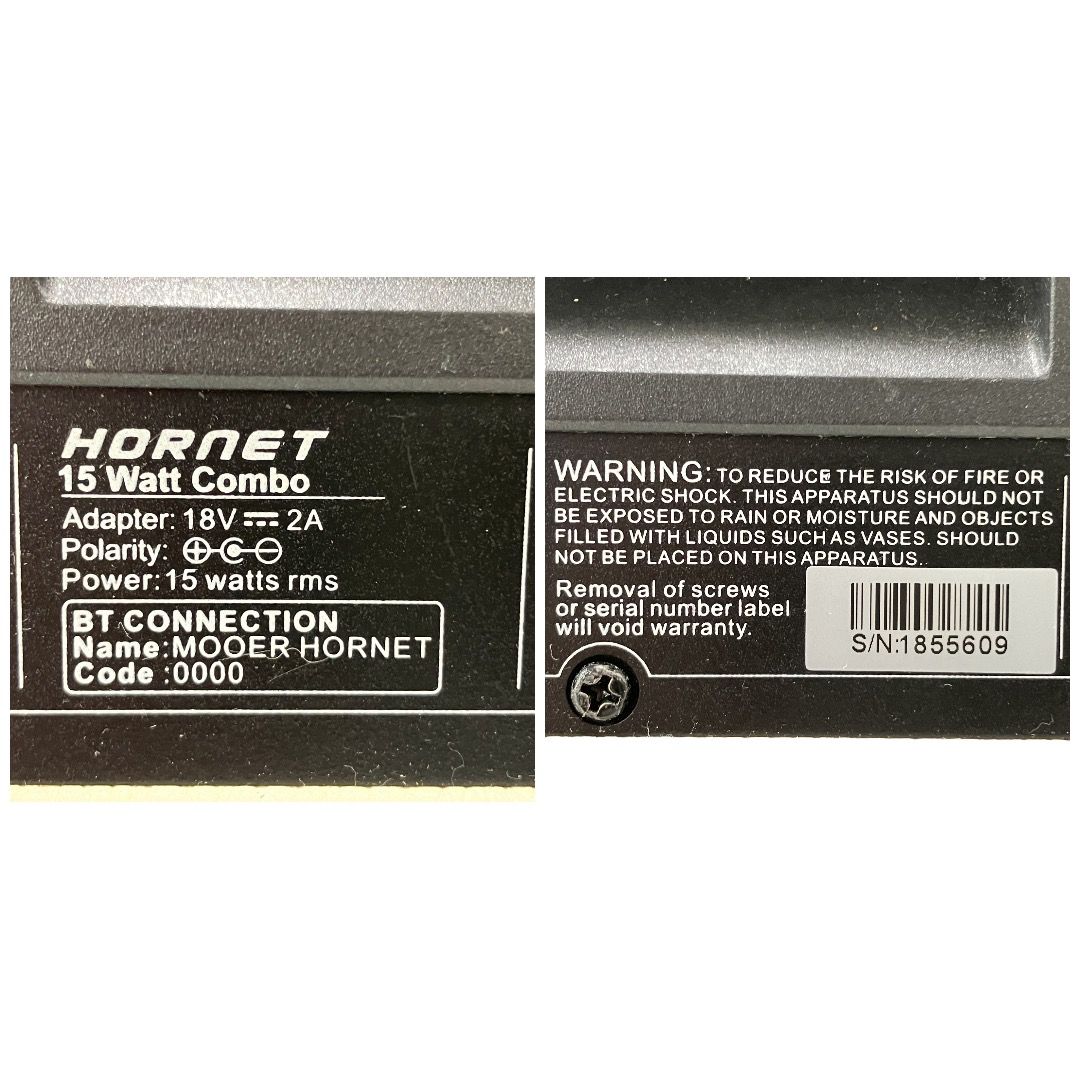 HORNET
15 Watt Combo
Adapter: 18V ⎓ 2A
Polarity: ⊕-C●-⊖
Power: 15 watts rms
BT CONNECTION
Name:MOOER HORNET
Code :0000
WARNING: TO REDUCE THE RISK OF FIRE OR
ELECTRIC SHOCK. THIS APPARATUS SHOULD NOT
BE EXPOSED TO RAIN OR MOISTURE AND OBJECTS
FILLED WITH LIQUIDS SUCH AS VASES. SHOULD
NOT BE PLACED ON THIS APPARATUS.
Removal of screws
or serial number label
will void warranty.
S/N:1855609